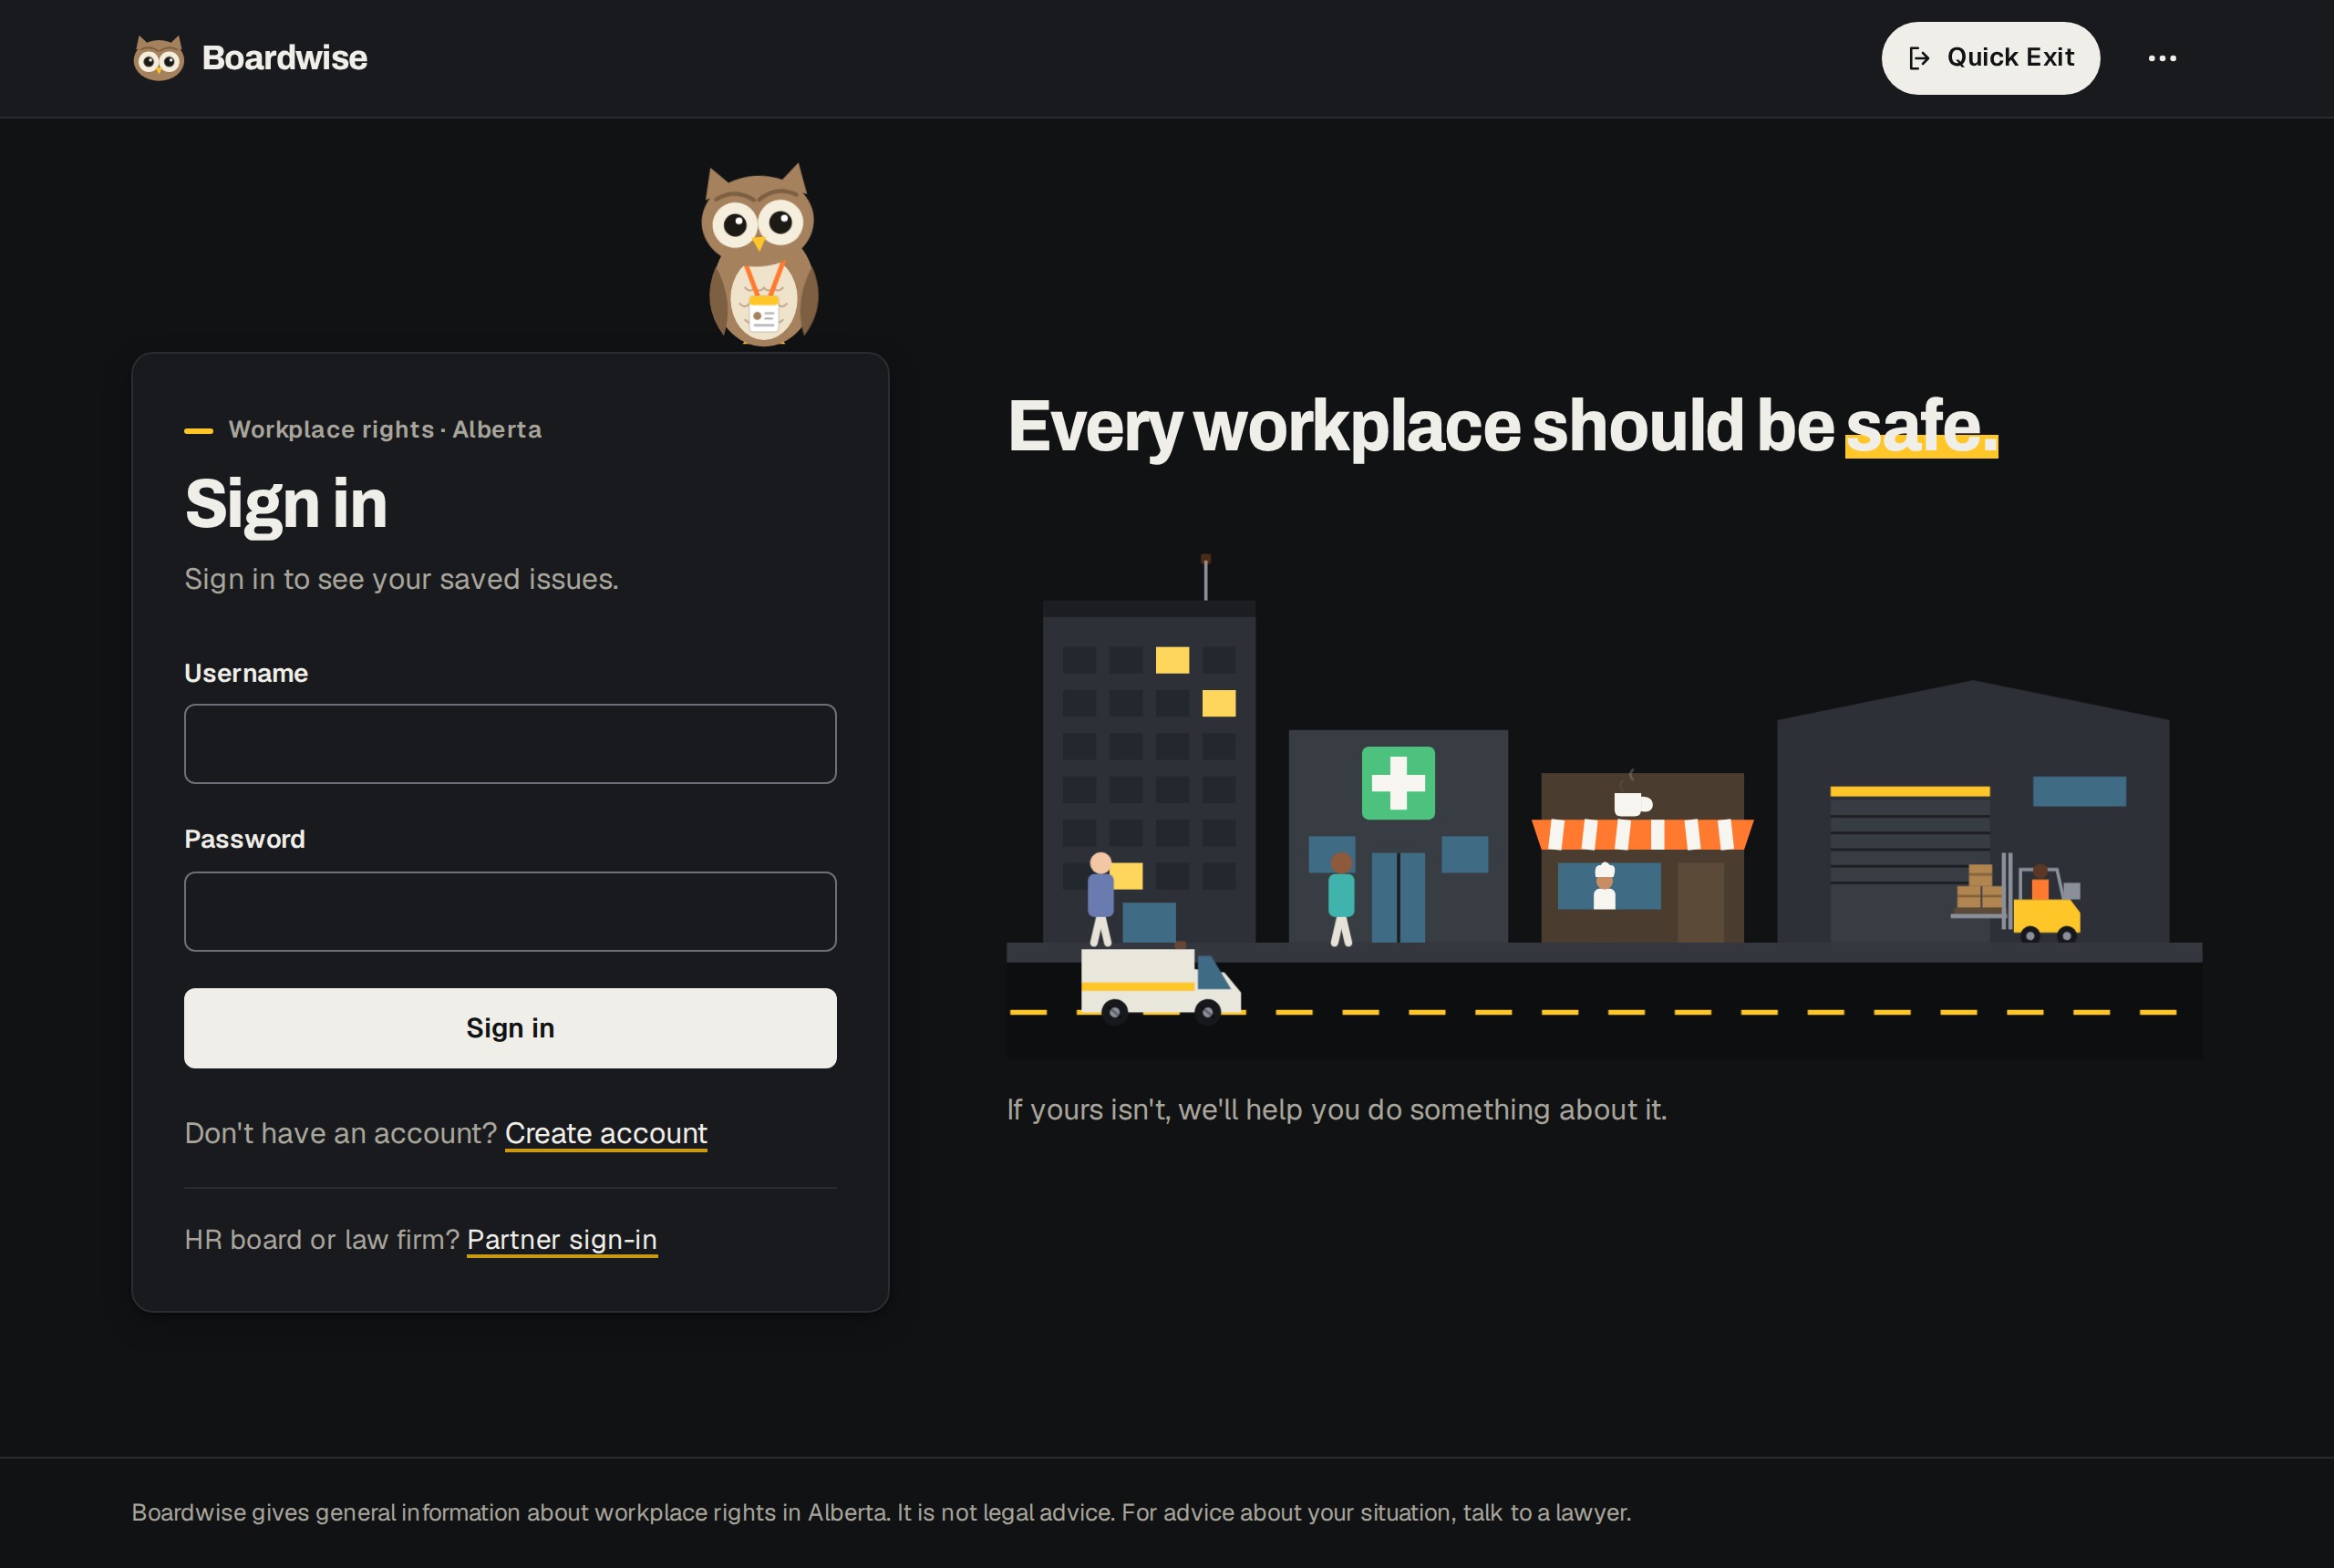 Boardwise
Quick Exit
Workplace rights · Alberta
Sign in
Sign in to see your saved issues.
Username
Password
Sign in
Don't have an account? Create account
HR board or law firm? Partner sign-in
Every workplace should be safe.
If yours isn't, we'll help you do something about it.
Boardwise gives general information about workplace rights in Alberta. It is not legal advice. For advice about your situation, talk to a lawyer.